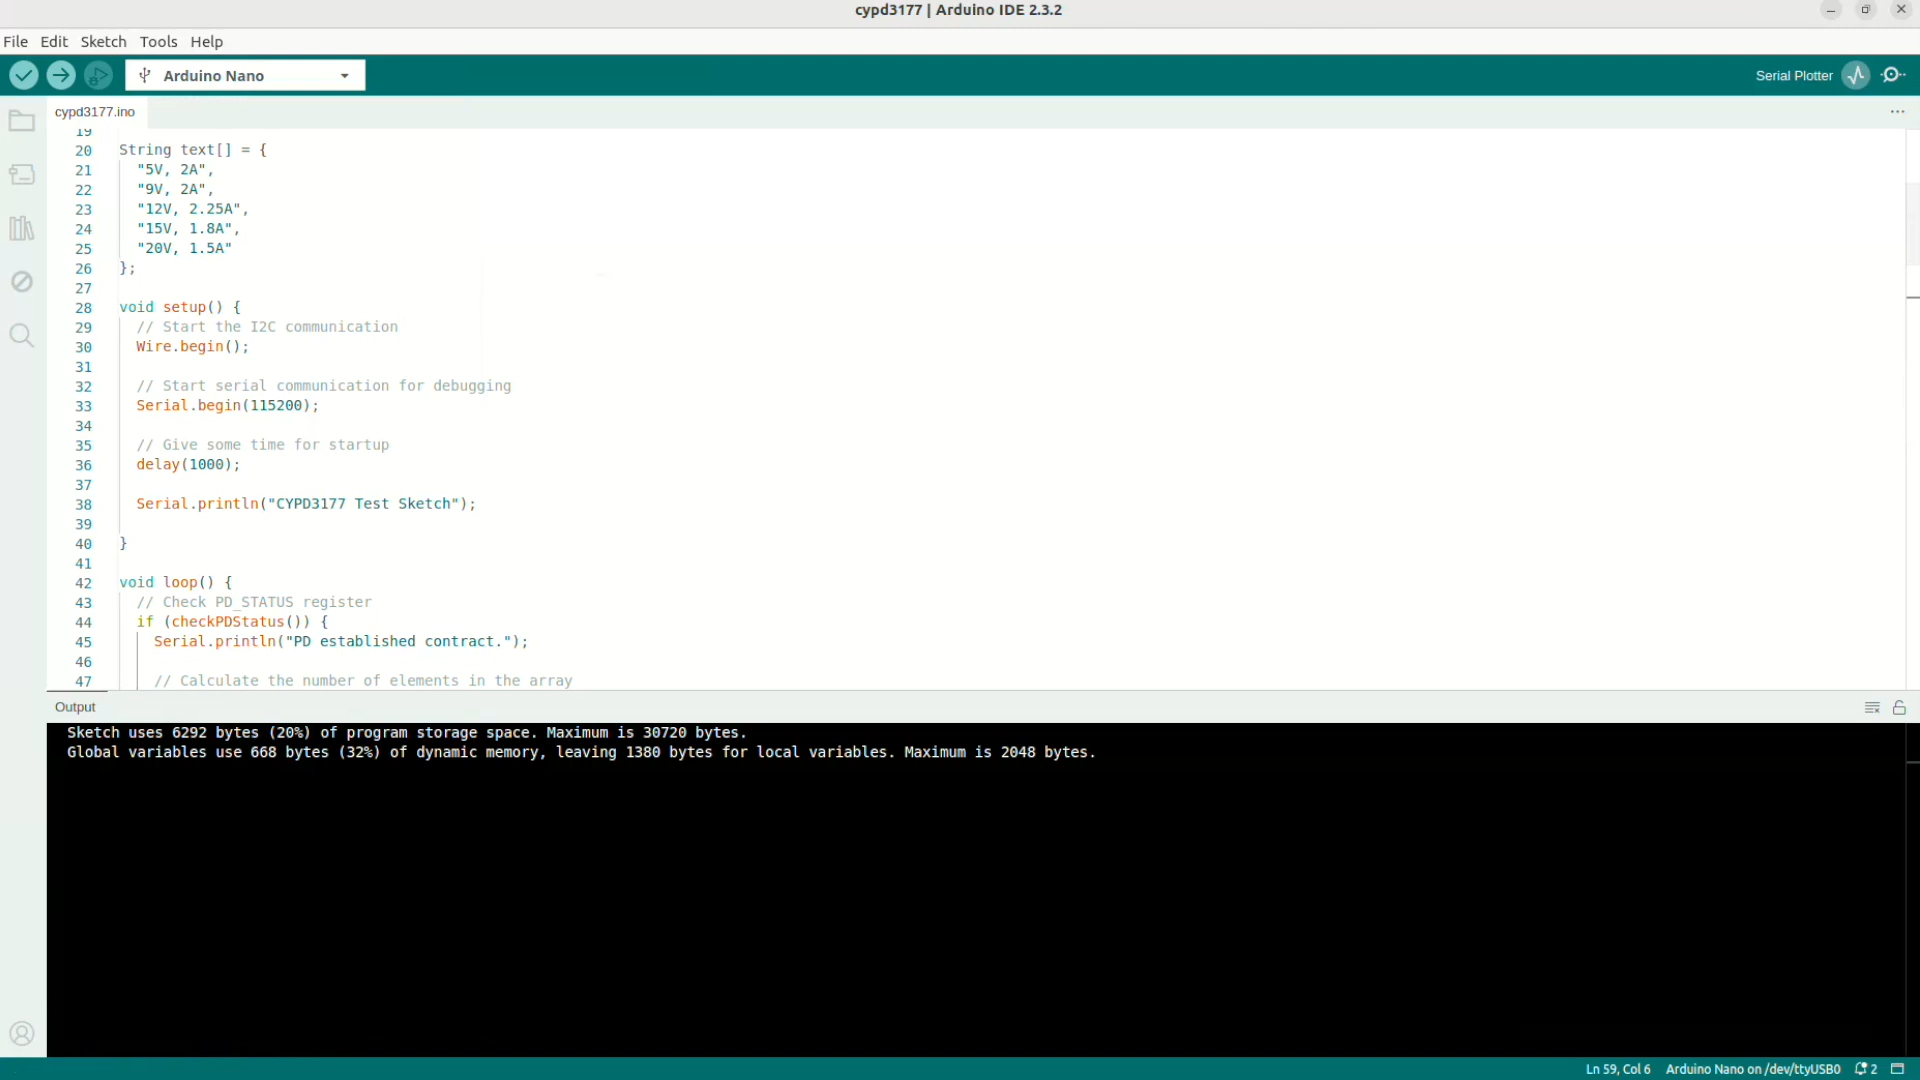 cypd3177 | Arduino IDE 2.3.2
File Edit Sketch Tools Help
Arduino Nano
Serial Plotter
cypd3177.ino
19
20 String text[] = {
21 "5V, 2A",
22 "9V, 2A",
23 "12V, 2.25A",
24 "15V, 1.8A",
25 "20V, 1.5A"
26 };
27
28 void setup() {
29 // Start the I2C communication
30 Wire.begin();
31
32 // Start serial communication for debugging
33 Serial.begin(115200);
34
35 // Give some time for startup
36 delay(1000);
37
38 Serial.println("CYPD3177 Test Sketch");
39
40 }
41
42 void loop() {
43 // Check PD_STATUS register
44 if (checkPDStatus()) {
45 Serial.println("PD established contract.");
46
47 // Calculate the number of elements in the array
Output
Sketch uses 6292 bytes (20%) of program storage space. Maximum is 30720 bytes.
Global variables use 668 bytes (32%) of dynamic memory, leaving 1380 bytes for local variables. Maximum is 2048 bytes.
Ln 59, Col 6 Arduino Nano on /dev/ttyUSB0 2